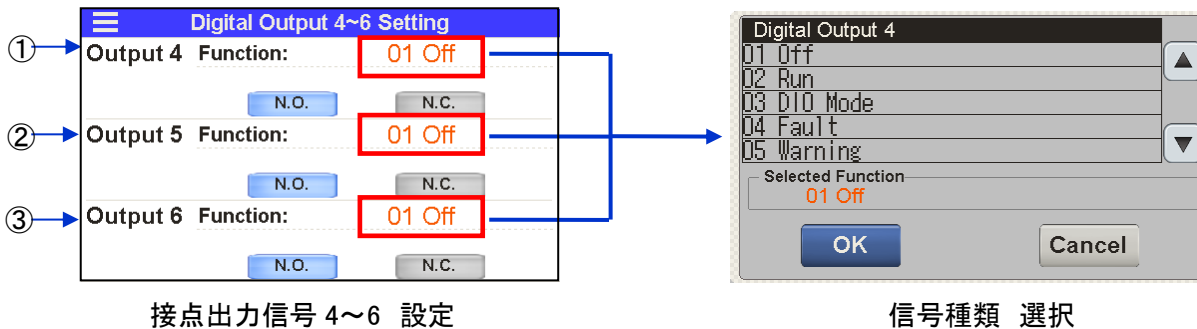 Digital Output 4~6 Setting
① Output 4 Function: 01 Off
N.O. N.C.
② Output 5 Function: 01 Off
N.O. N.C.
③ Output 6 Function: 01 Off
N.O. N.C.
接点出力信号 4～6 設定
Digital Output 4
01 Off
02 Run
03 DIO Mode
04 Fault
05 Warning
Selected Function
01 Off
OK Cancel
信号種類 選択